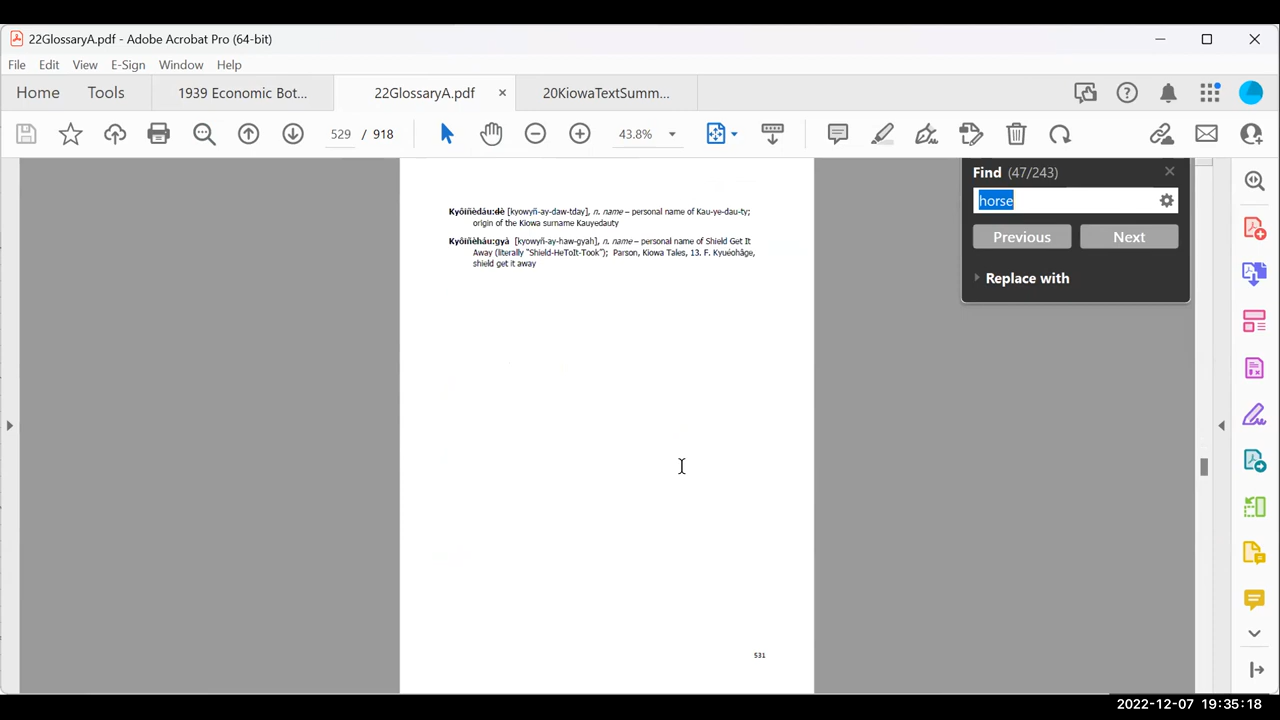 22GlossaryA.pdf - Adobe Acrobat Pro (64-bit)
File Edit View E-Sign Window Help
Home Tools 1939 Economic Bot... 22GlossaryA.pdf × 20KiowaTextSumm...
529 / 918 43.8%
Find (47/243)
horse
Previous Next
Replace with
Kyôiñèdáu:dè [kyowyñ-ay-daw-tday], n. name – personal name of Kau-ye-dau-ty;
origin of the Kiowa surname Kauyedauty
Kyôiñèháu:gyà [kyowyñ-ay-haw-gyah], n. name – personal name of Shield Get It
Away (literally "Shield-HeToIt-Took"); Parson, Kiowa Tales, 13. F. Kyuéohâge,
shield get it away
531
2022-12-07 19:35:18